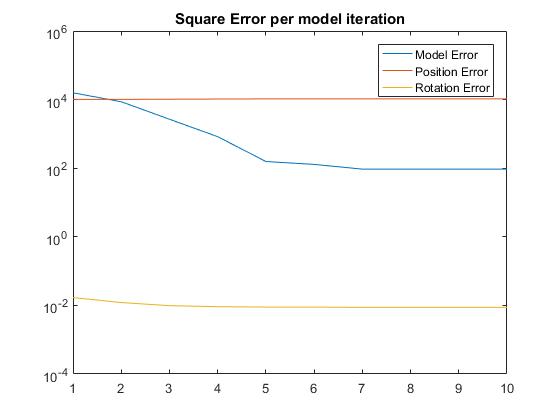 Square Error per model iteration
10^6
10^4
10^2
10^0
10^-2
10^-4
Model Error
Position Error
Rotation Error
1 2 3 4 5 6 7 8 9 10